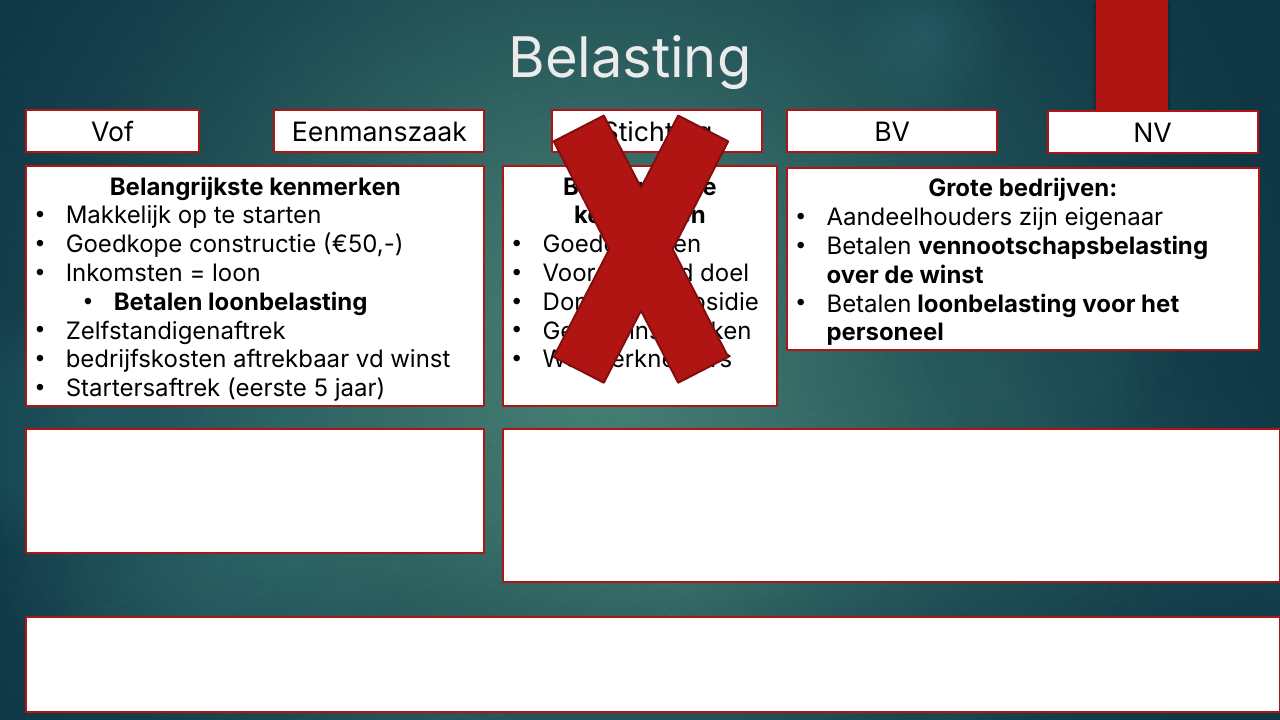 Belasting
Vof
Eenmanszaak
BV
NV
Belangrijkste kenmerken
• Makkelijk op te starten
• Goedkope constructie (€50,-)
• Inkomsten = loon
• Betalen loonbelasting
• Zelfstandigenaftrek
• bedrijfskosten aftrekbaar vd winst
• Startersaftrek (eerste 5 jaar)
doel
Grote bedrijven:
• Aandeelhouders zijn eigenaar
• Betalen vennootschapsbelasting
over de winst
• Betalen loonbelasting voor het
personeel